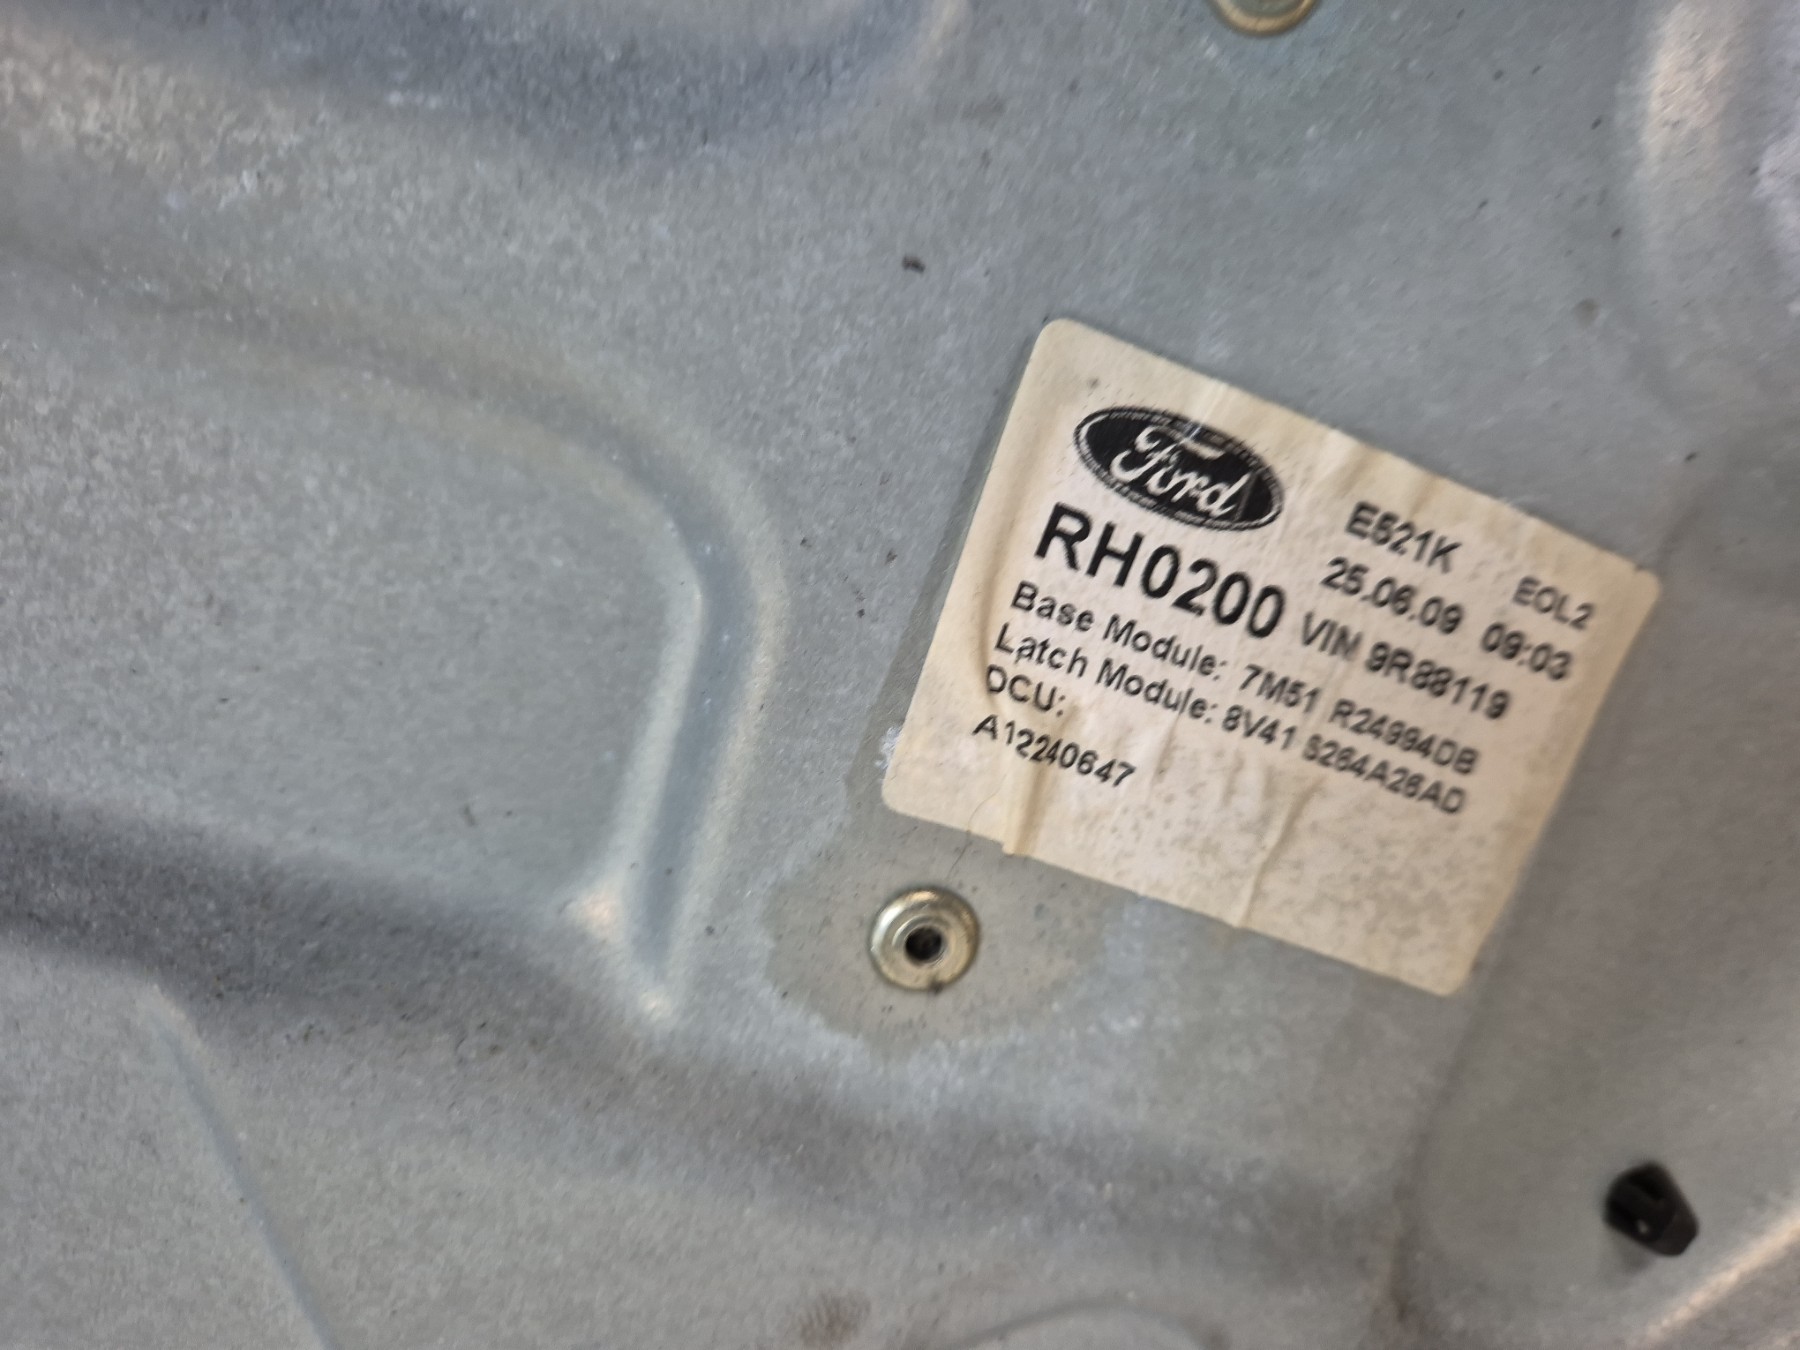 Ford
E521K EOL2
25.06.09 09:03
RH0200 VIN 9R88119
Base Module: 7M51 R24994DB
Latch Module: 8V41 S264A26AD
DCU:
A12240647